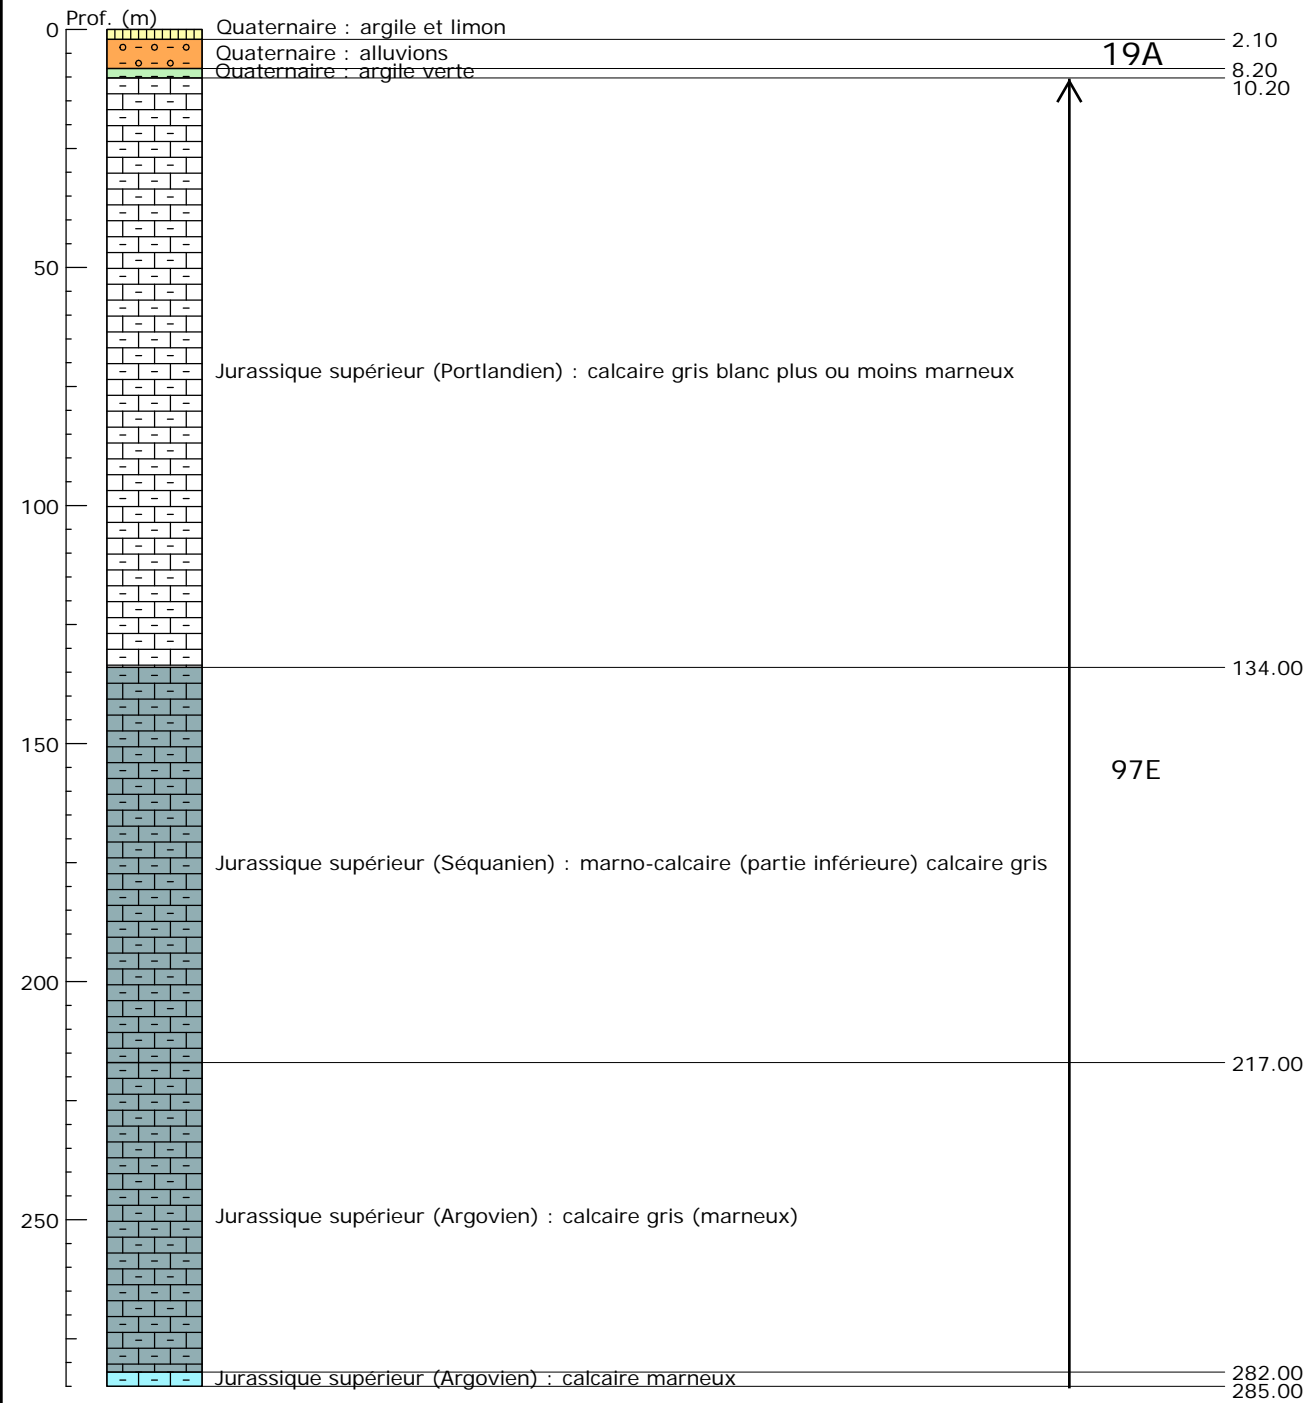 Prof. (m)
0
Quaternaire : argile et limon
2.10
Quaternaire : alluvions
19A
8.20
Quaternaire : argile verte
10.20
50
Jurassique supérieur (Portlandien) : calcaire gris blanc plus ou moins marneux
100
134.00
150
97E
Jurassique supérieur (Séquanien) : marno-calcaire (partie inférieure) calcaire gris
200
217.00
250
Jurassique supérieur (Argovien) : calcaire gris (marneux)
282.00
Jurassique supérieur (Argovien) : calcaire marneux
285.00